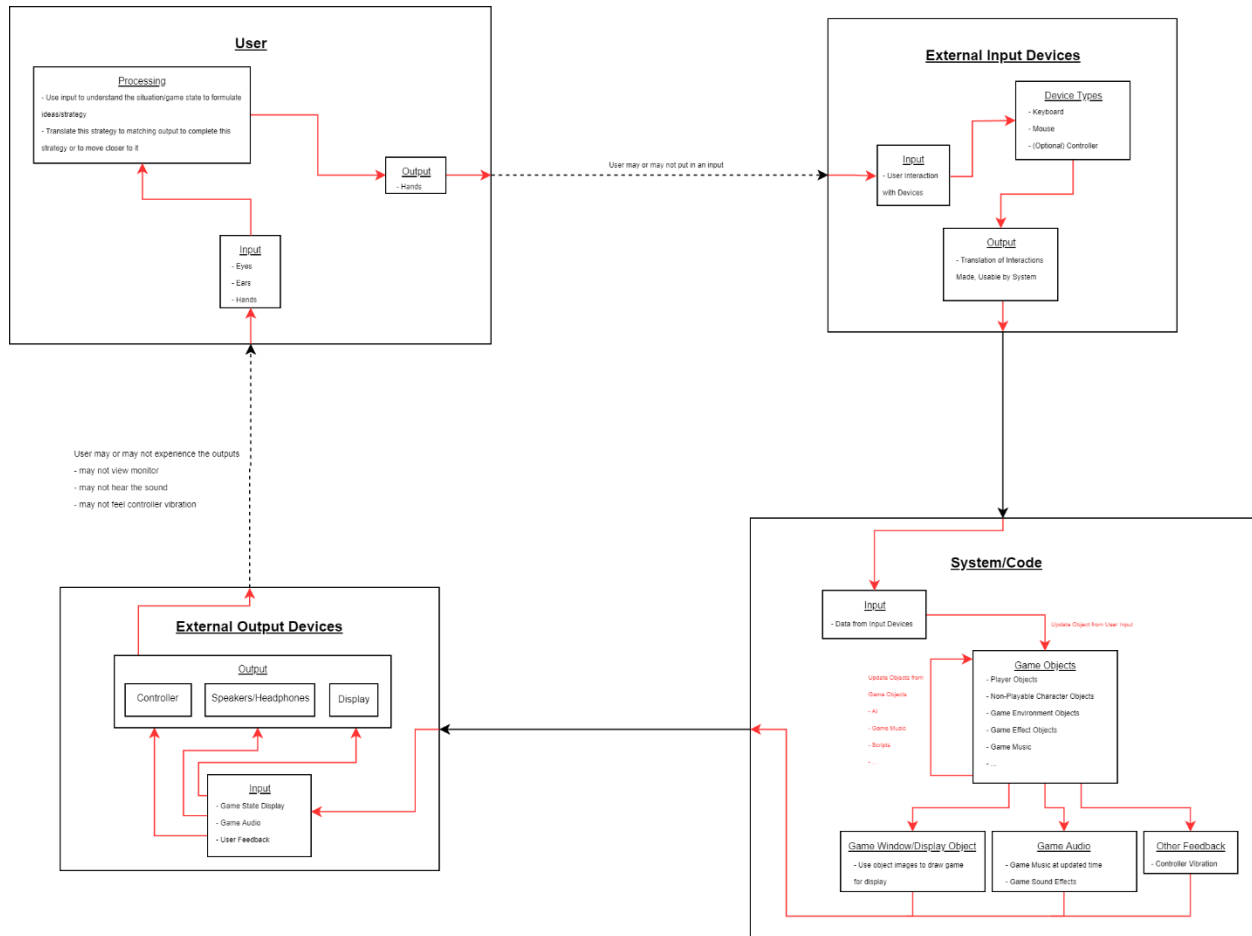 User
Processing
- Use input to understand the situation/game state to formulate
ideas/strategy
- Translate this strategy to matching output to complete this
strategy or to move closer to it
Output
- Hands
Input
- Eyes
- Ears
- Hands
User may or may not put in an input
External Input Devices
Device Types
- Keyboard
- Mouse
- (Optional) Controller
Input
- User Interaction
with Devices
Output
- Translation of Interactions
Made, Usable by System
User may or may not experience the outputs
- may not view monitor
- may not hear the sound
- may not feel controller vibration
System/Code
Input
- Data from Input Devices
Update Object from User Input
Game Objects
- Player Objects
- Non-Playable Character Objects
- Game Environment Objects
- Game Effect Objects
- Game Music
- ...
Update Objects from
Game Objects
- AI
- Game Music
- Scripts
- ...
Game Window/Display Object
- Use object images to draw game
for display
Game Audio
- Game Music at updated time
- Game Sound Effects
Other Feedback
- Controller Vibration
External Output Devices
Output
Controller
Speakers/Headphones
Display
Input
- Game State Display
- Game Audio
- User Feedback